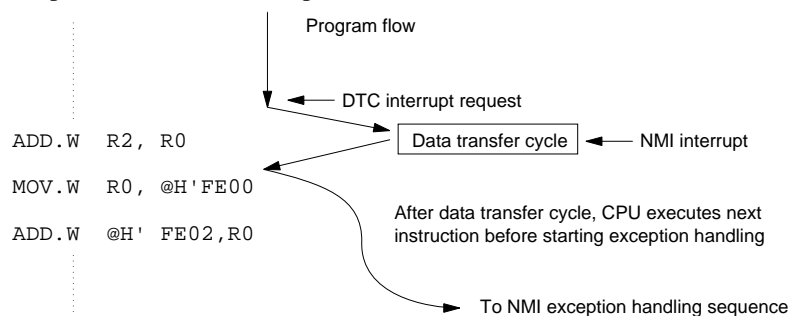 Program flow
DTC interrupt request
ADD.W R2, R0
Data transfer cycle
NMI interrupt
MOV.W R0, @H'FE00
After data transfer cycle, CPU executes next
instruction before starting exception handling
ADD.W @H' FE02,R0
To NMI exception handling sequence